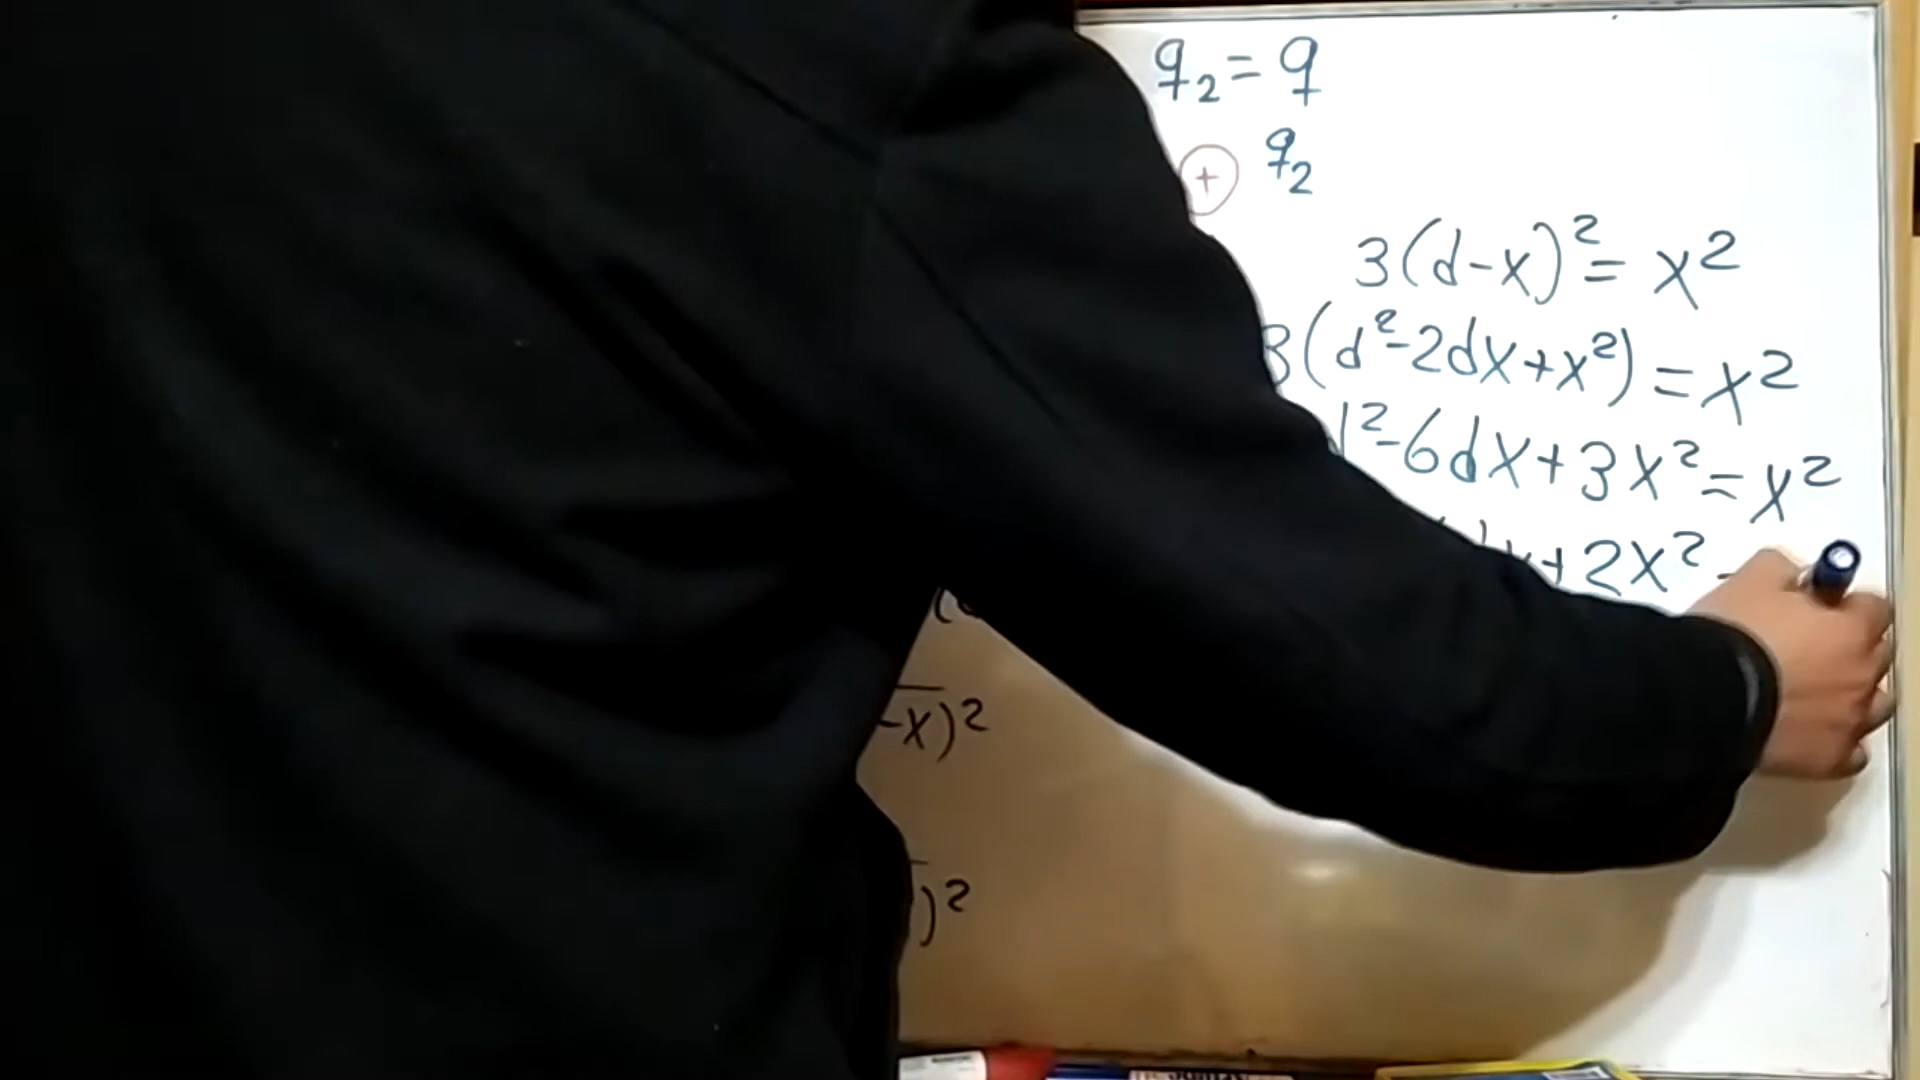 q₂ = q
+ q₂
3(d-x)² = x²
3(d²-2dx+x²) = x²
d²-6dx+3x² = x²
x+2x²
-x)²
)²